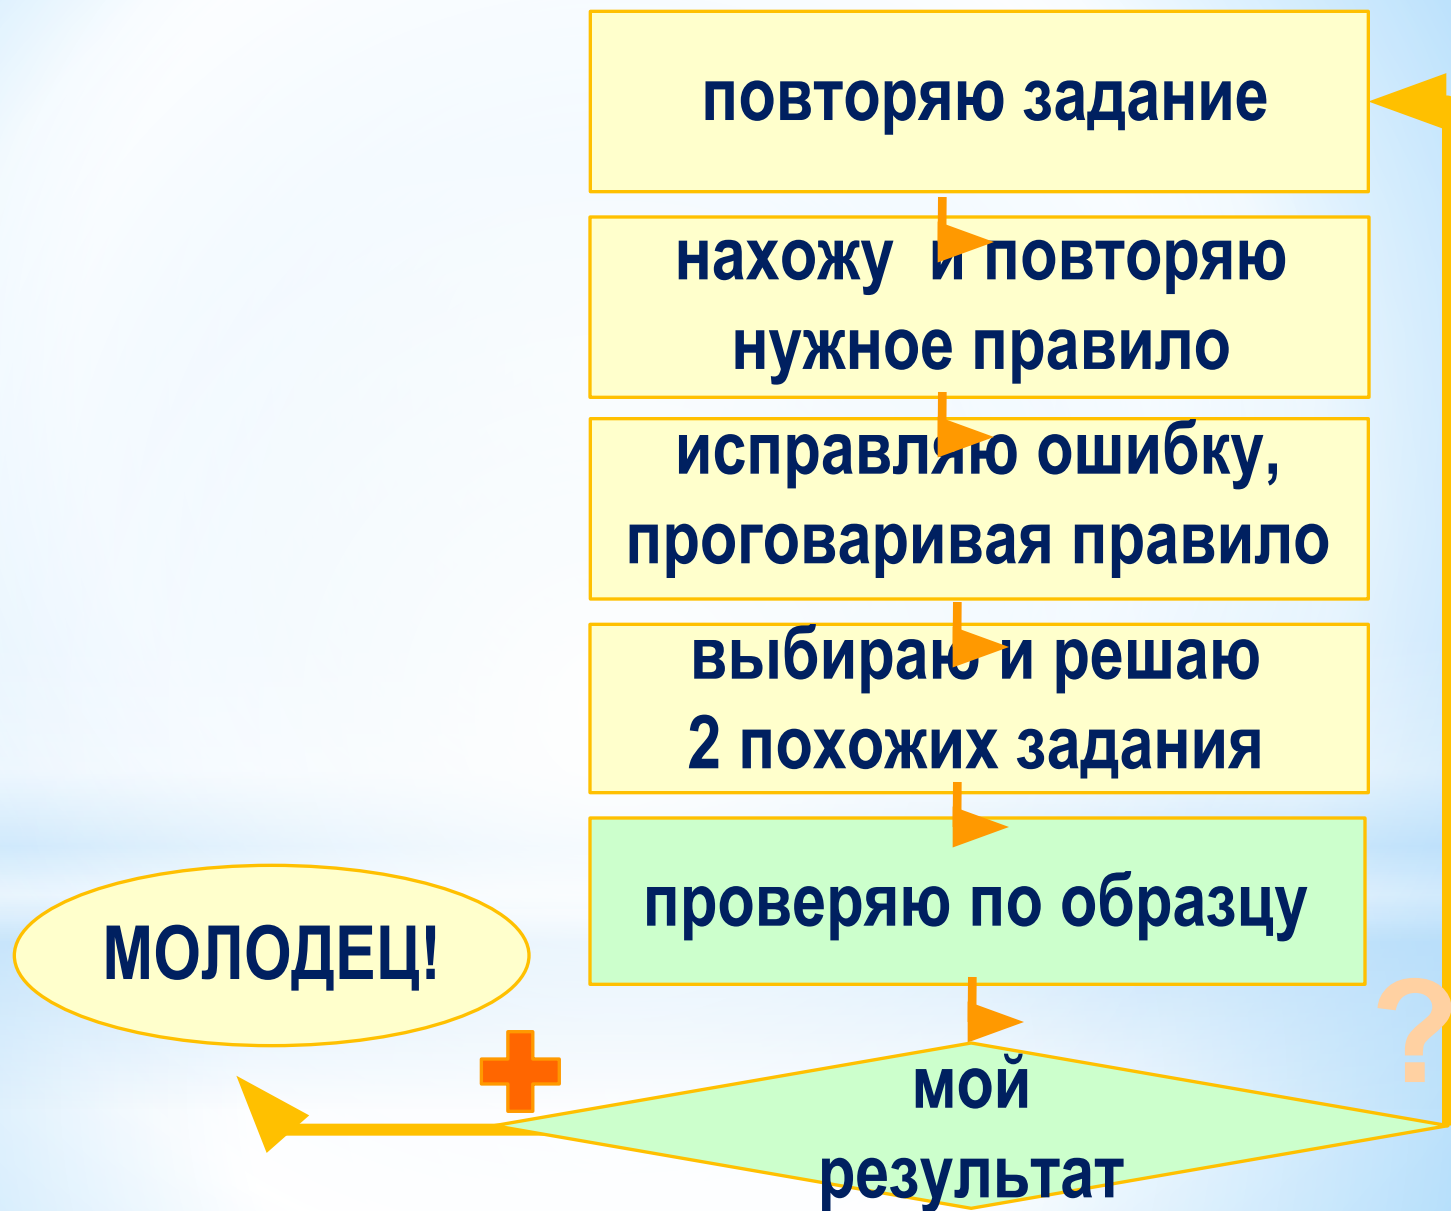 повторяю задание
нахожу и повторяю
нужное правило
исправляю ошибку,
проговаривая правило
выбираю и решаю
2 похожих задания
проверяю по образцу
МОЛОДЕЦ!
?
мой
результат